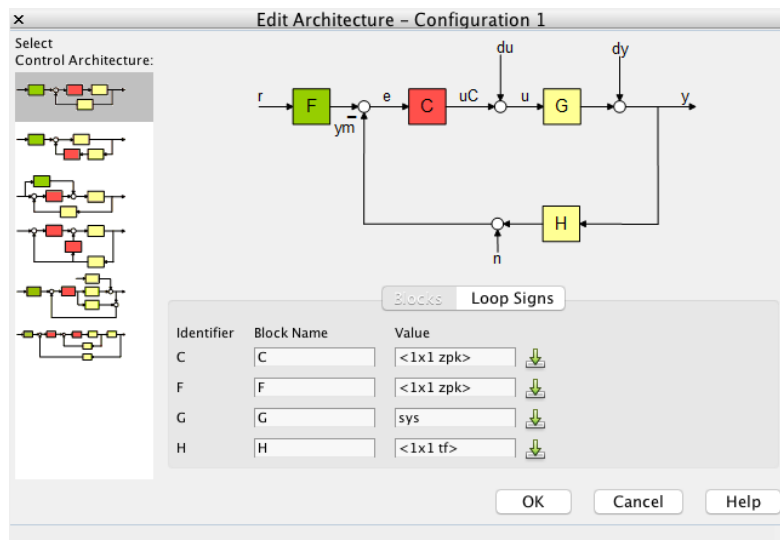 ×
Edit Architecture – Configuration 1
Select
Control Architecture:
du
dy
r
F
e
C
uC
u
G
y
–
ym
H
n
Blocks
Loop Signs
Identifier Block Name Value
C C <1x1 zpk>
F F <1x1 zpk>
G G sys
H H <1x1 tf>
OK Cancel Help